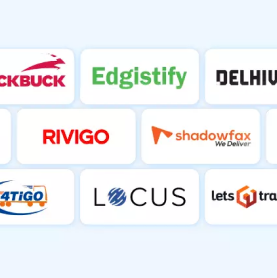 CKBUCK
Edgistify
DELHIV
RIVIGO
shadowfax
We Deliver
4TiGO
LOCUS
lets tra